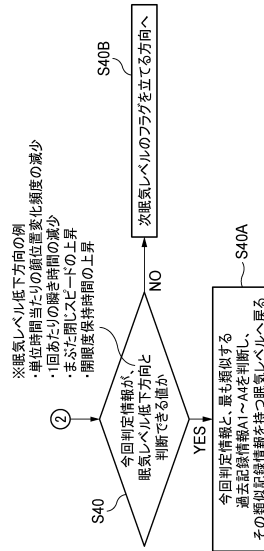 ②
※眠気レベル低下方向の例
・単位時間当たりの顔位置変化頻度の減少
・1回あたりの瞬き時間の減少
・まぶた閉じスピードの上昇
・開眼度保持時間の上昇
S40
今回判定情報が、
眠気レベル低下方向と
判断できる値か
NO
S40B
次眠気レベルのフラグを立てる方向へ
YES
S40A
今回判定情報と、最も類似する
過去記録情報A1～A4を判断し、
その類似記録情報を持つ眠気レベルへ戻る